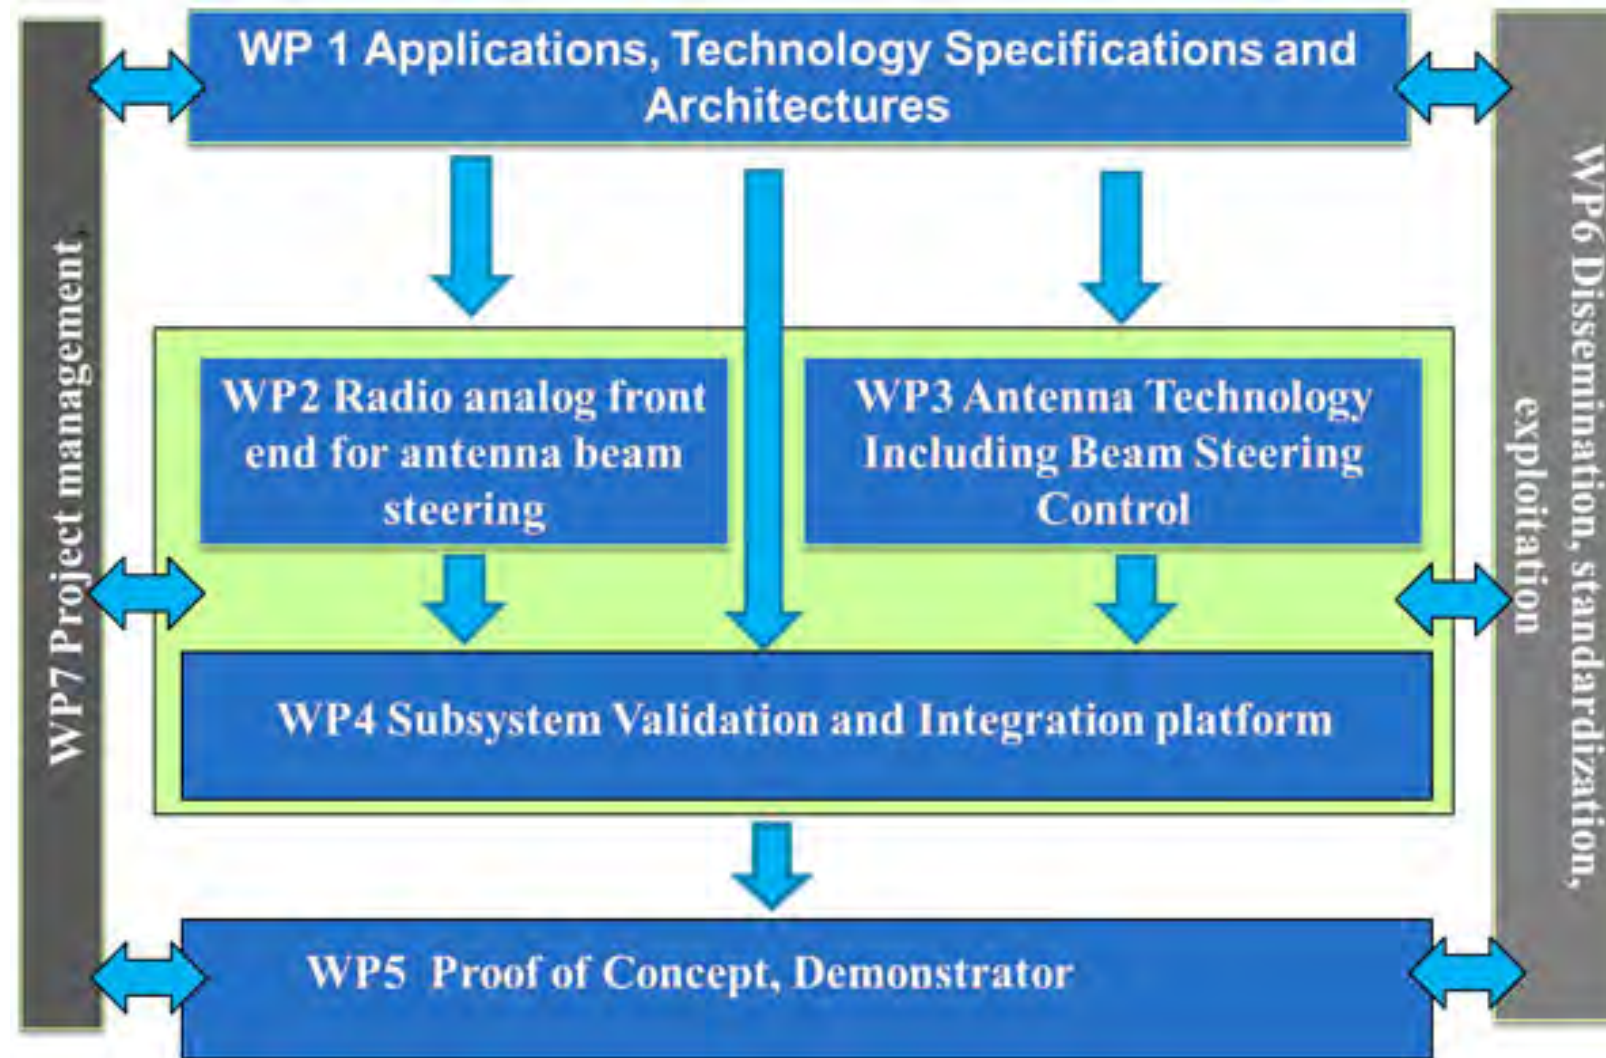 WP 1 Applications, Technology Specifications and
Architectures
WP7 Project management,
WP2 Radio analog front
end for antenna beam
steering
WP3 Antenna Technology
Including Beam Steering
Control
WP6 Dissemination, standardization,
exploitation
WP4 Subsystem Validation and Integration platform
WP5 Proof of Concept, Demonstrator